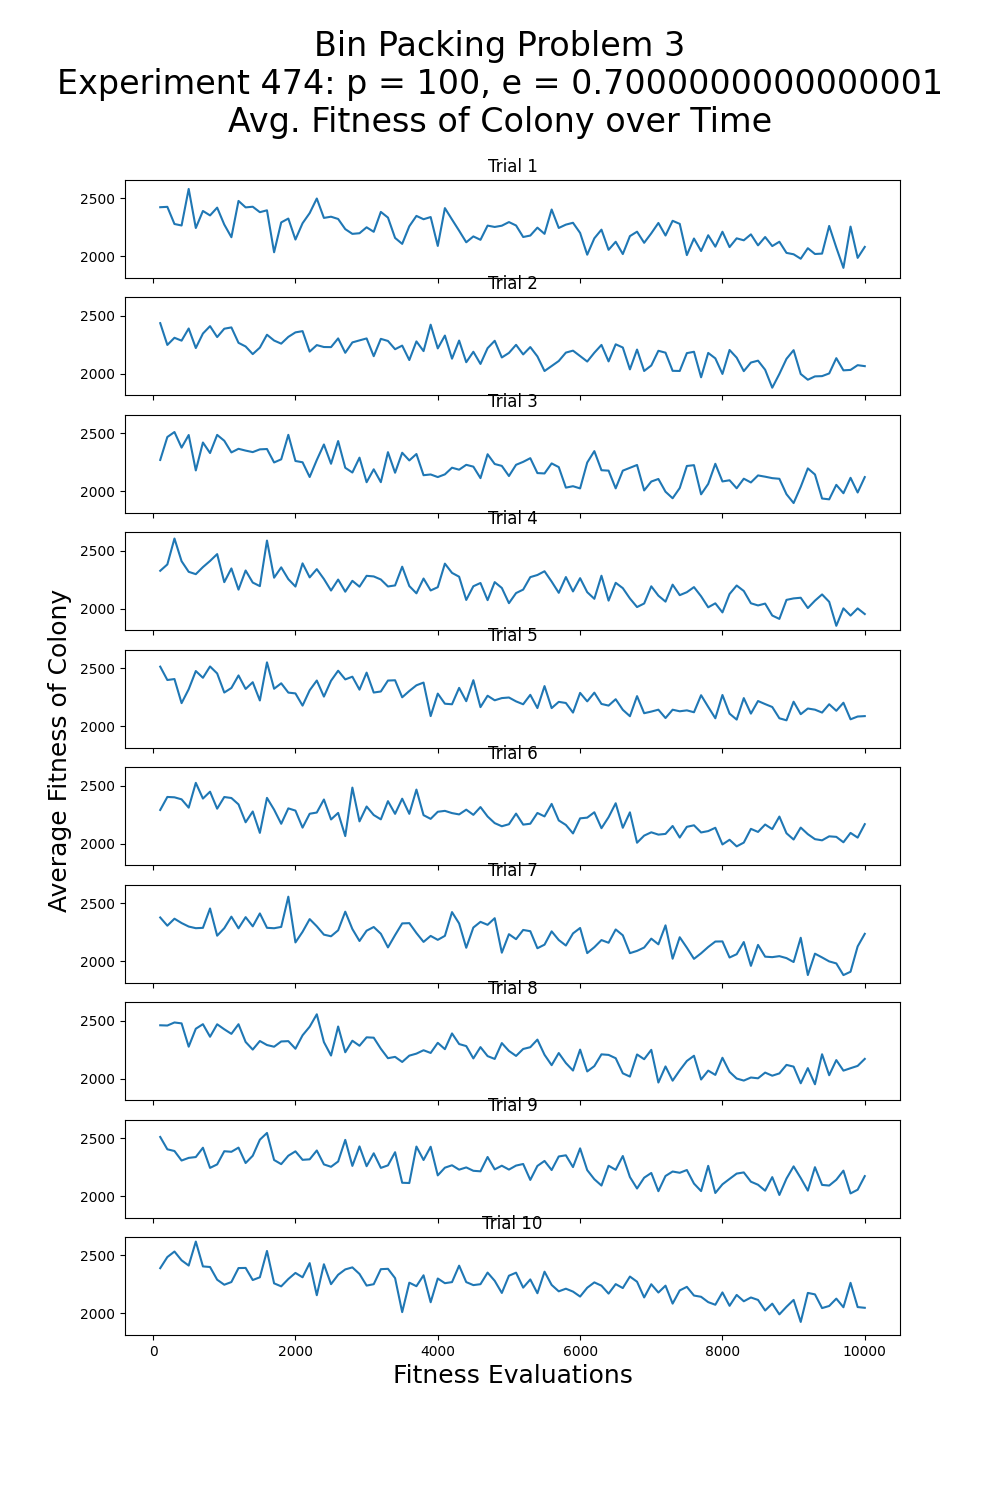 Bin Packing Problem 3
Experiment 474: p = 100, e = 0.7000000000000001
Avg. Fitness of Colony over Time
Trial 1
2500
2000
Trial 2
2500
2000
Trial 3
2500
2000
Trial 4
2500
2000
Trial 5
2500
2000
Trial 6
2500
2000
Trial 7
2500
2000
Trial 8
2500
2000
Trial 9
2500
2000
Trial 10
2500
2000
Average Fitness of Colony
0 2000 4000 6000 8000 10000
Fitness Evaluations